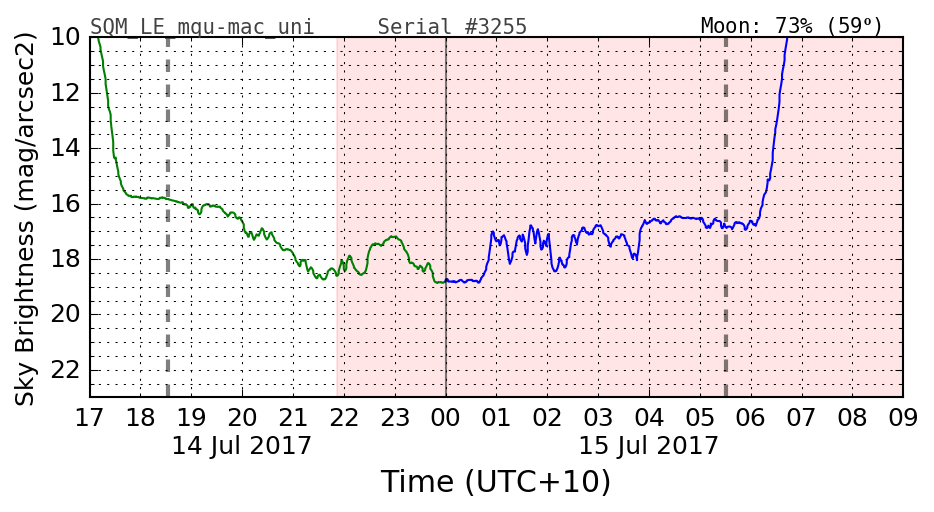 SQM_LE_mqu-mac_uni Serial #3255 Moon: 73% (59º)
Sky Brightness (mag/arcsec2)
10
12
14
16
18
20
22
17 18 19 20 21 22 23 00 01 02 03 04 05 06 07 08 09
14 Jul 2017 15 Jul 2017
Time (UTC+10)